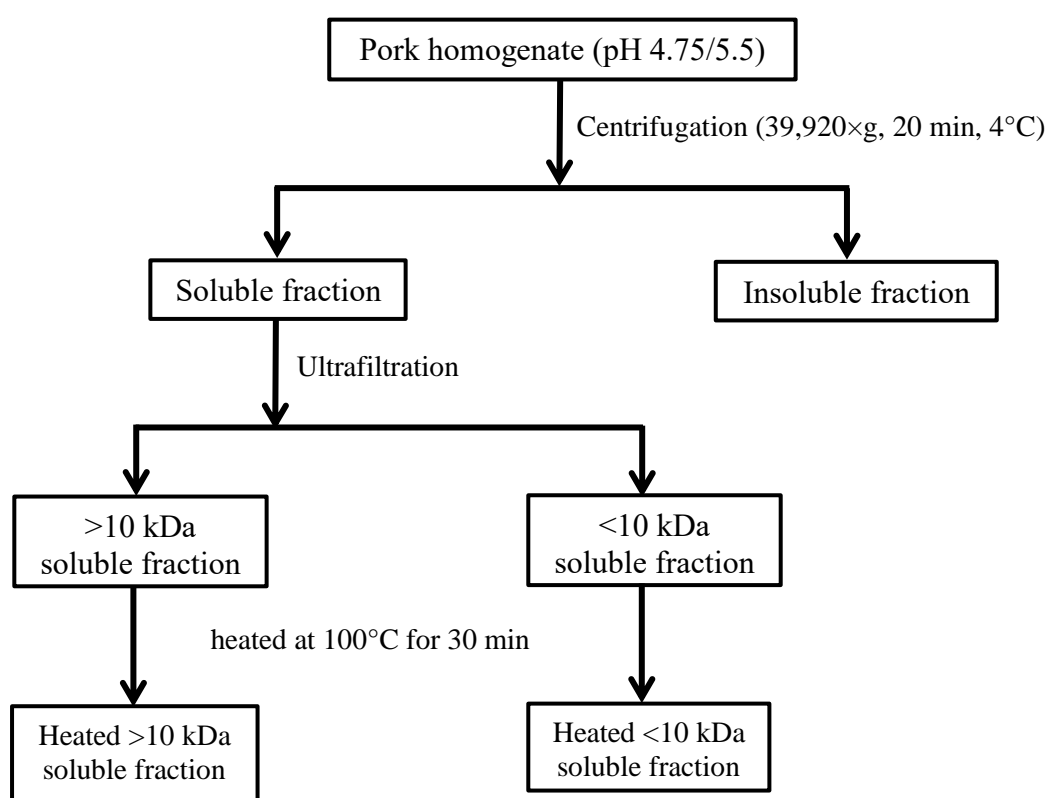 Pork homogenate (pH 4.75/5.5)
Centrifugation (39,920×g, 20 min, 4°C)
Soluble fraction
Insoluble fraction
Ultrafiltration
>10 kDa
soluble fraction
<10 kDa
soluble fraction
heated at 100°C for 30 min
Heated >10 kDa
soluble fraction
Heated <10 kDa
soluble fraction